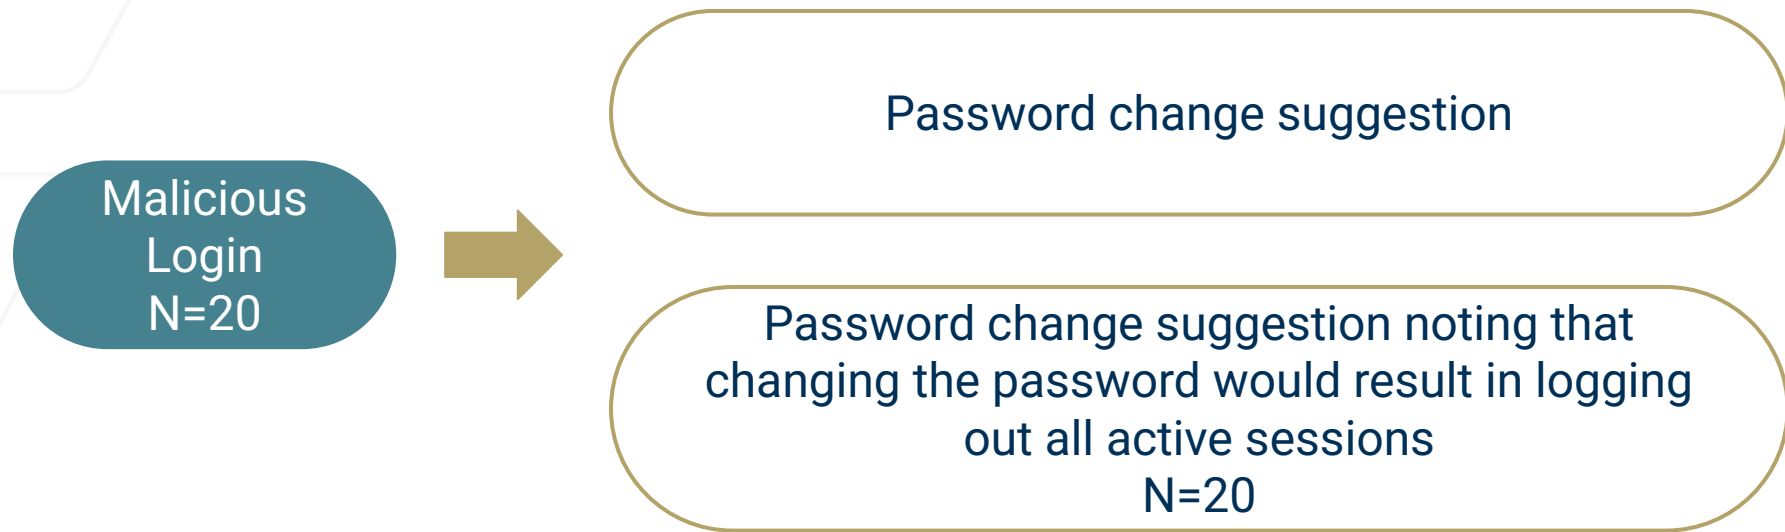 Malicious
Login
N=20
Password change suggestion
Password change suggestion noting that
changing the password would result in logging
out all active sessions
N=20